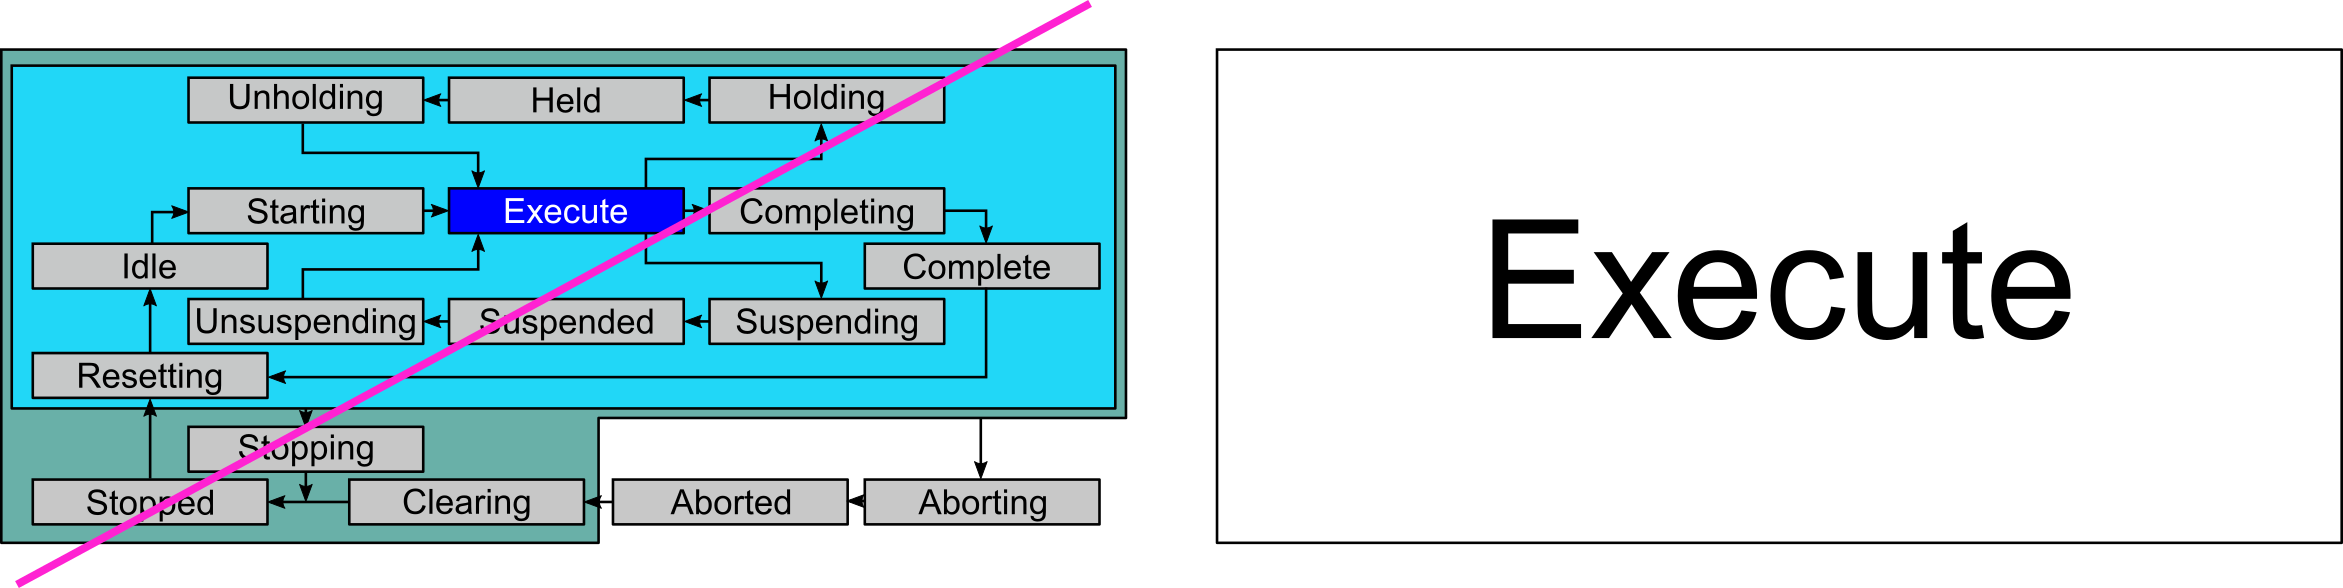 Unholding
Held
Holding
Starting
Execute
Completing
Idle
Complete
Unsuspending
Suspended
Suspending
Resetting
Stopping
Stopped
Clearing
Aborted
Aborting
Execute